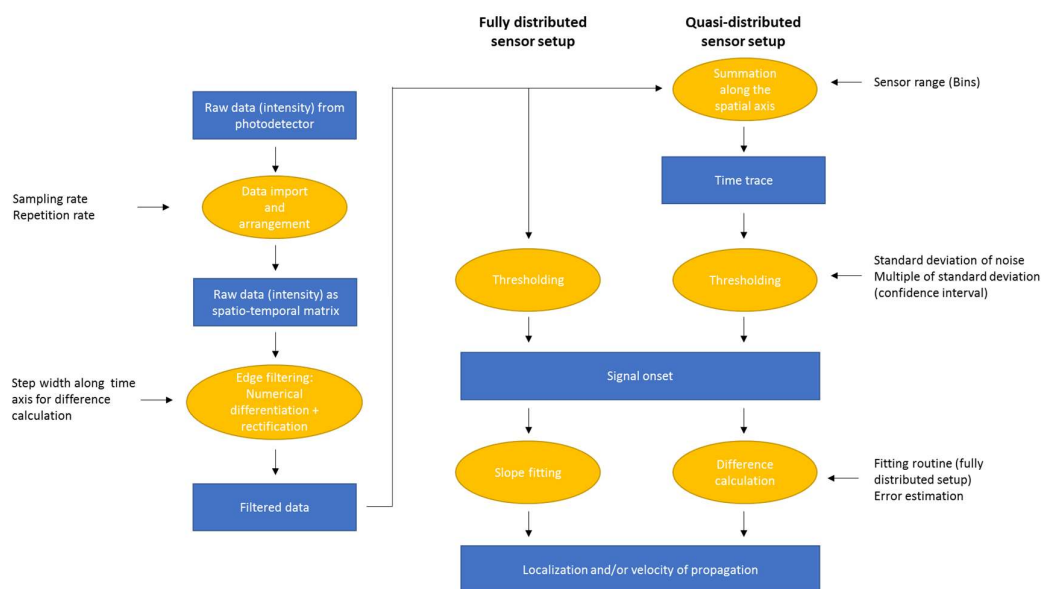 Fully distributed
sensor setup
Quasi-distributed
sensor setup
Summation
along the
spatial axis
Sensor range (Bins)
Raw data (intensity) from
photodetector
Time trace
Sampling rate
Repetition rate
Data import
and
arrangement
Thresholding
Thresholding
Standard deviation of noise
Multiple of standard deviation
(confidence interval)
Raw data (intensity) as
spatio-temporal matrix
Signal onset
Step width along time
axis for difference
calculation
Edge filtering:
Numerical
differentiation +
rectification
Slope fitting
Difference
calculation
Fitting routine (fully
distributed setup)
Error estimation
Filtered data
Localization and/or velocity of propagation